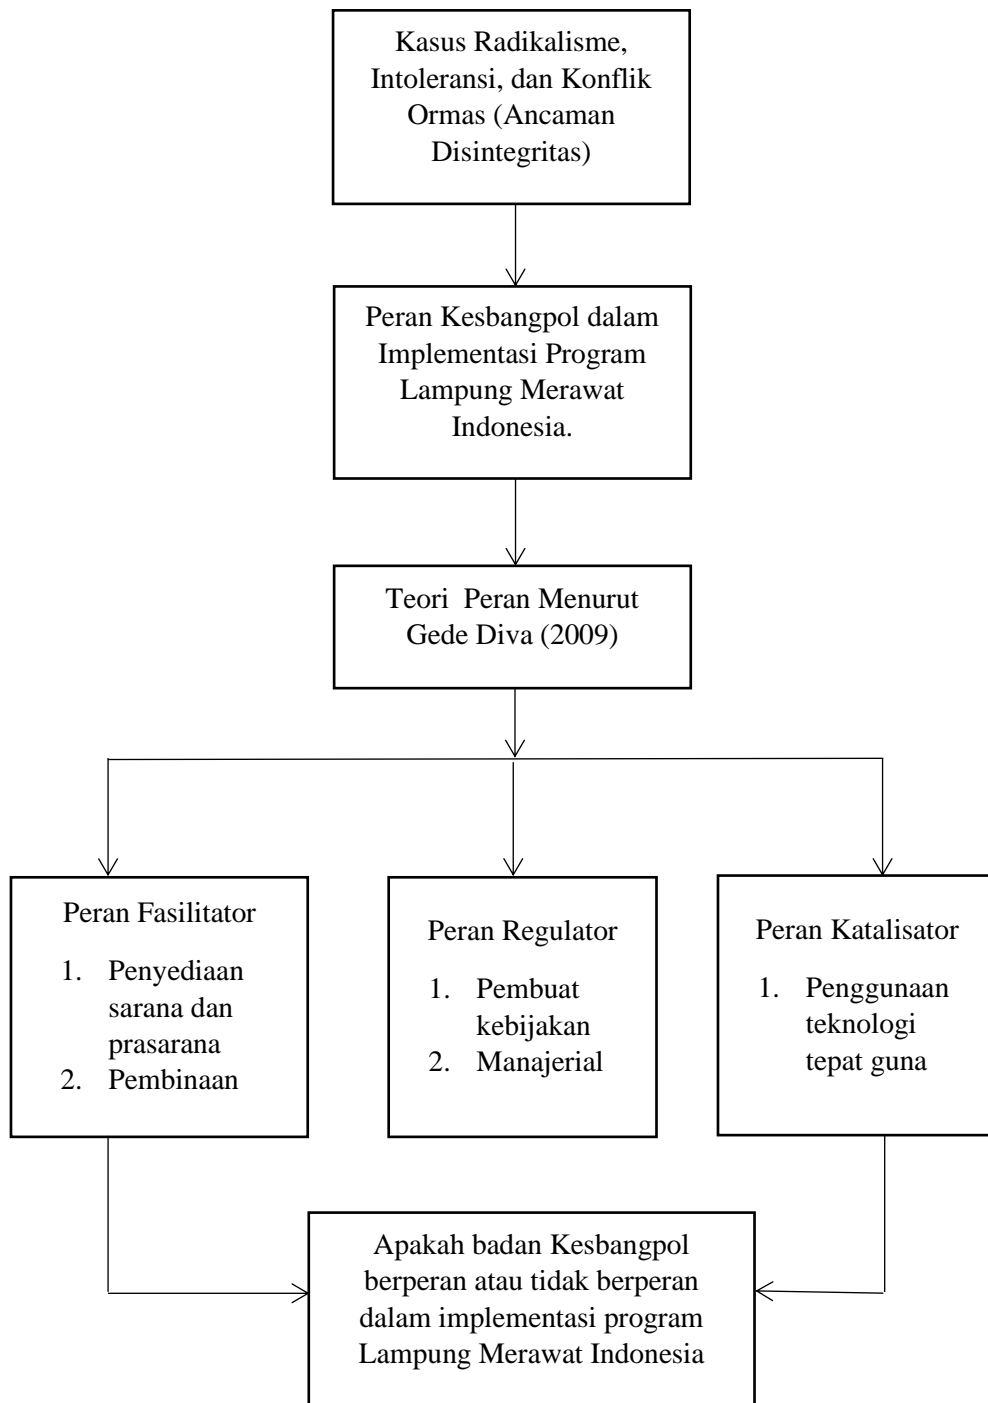 Kasus Radikalisme,
Intoleransi, dan Konflik
Ormas (Ancaman
Disintegritas)
Peran Kesbangpol dalam
Implementasi Program
Lampung Merawat
Indonesia.
Teori Peran Menurut
Gede Diva (2009)
Peran Fasilitator
1. Penyediaan
sarana dan
prasarana
2. Pembinaan
Peran Regulator
1. Pembuat
kebijakan
2. Manajerial
Peran Katalisator
1. Penggunaan
teknologi
tepat guna
Apakah badan Kesbangpol
berperan atau tidak berperan
dalam implementasi program
Lampung Merawat Indonesia